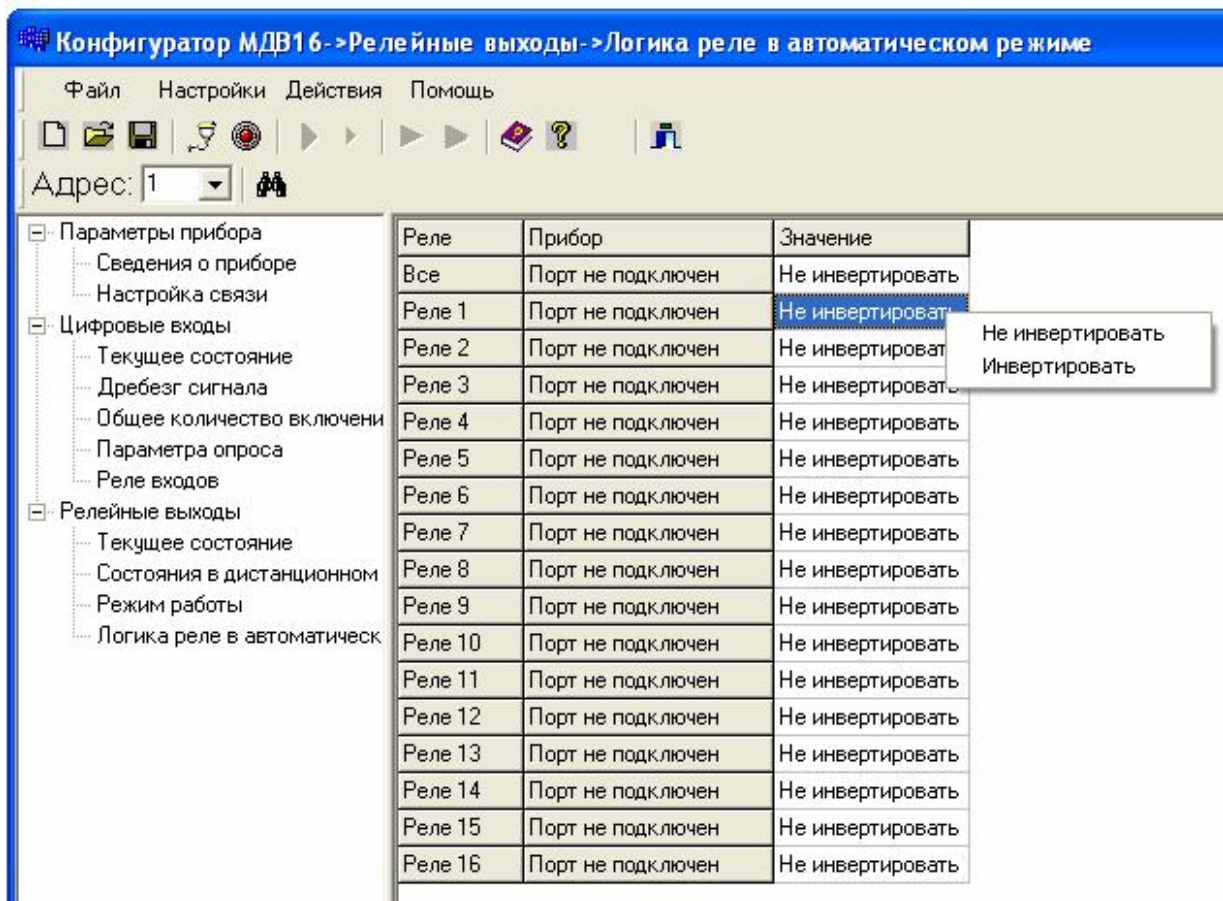 Конфигуратор МДВ16->Релейные выходы->Логика реле в автоматическом режиме
Файл Настройки Действия Помощь
Адрес: 1
Параметры прибора
Сведения о приборе
Настройка связи
Цифровые входы
Текущее состояние
Дребезг сигнала
Общее количество включени
Параметра опроса
Реле входов
Релейные выходы
Текущее состояние
Состояния в дистанционном
Режим работы
Логика реле в автоматическ
Реле Прибор Значение
Все Порт не подключен Не инвертировать
Реле 1 Порт не подключен Не инвертировать
Реле 2 Порт не подключен Не инвертироват
Реле 3 Порт не подключен Не инвертировать
Реле 4 Порт не подключен Не инвертировать
Реле 5 Порт не подключен Не инвертировать
Реле 6 Порт не подключен Не инвертировать
Реле 7 Порт не подключен Не инвертировать
Реле 8 Порт не подключен Не инвертировать
Реле 9 Порт не подключен Не инвертировать
Реле 10 Порт не подключен Не инвертировать
Реле 11 Порт не подключен Не инвертировать
Реле 12 Порт не подключен Не инвертировать
Реле 13 Порт не подключен Не инвертировать
Реле 14 Порт не подключен Не инвертировать
Реле 15 Порт не подключен Не инвертировать
Реле 16 Порт не подключен Не инвертировать
Не инвертировать
Инвертировать